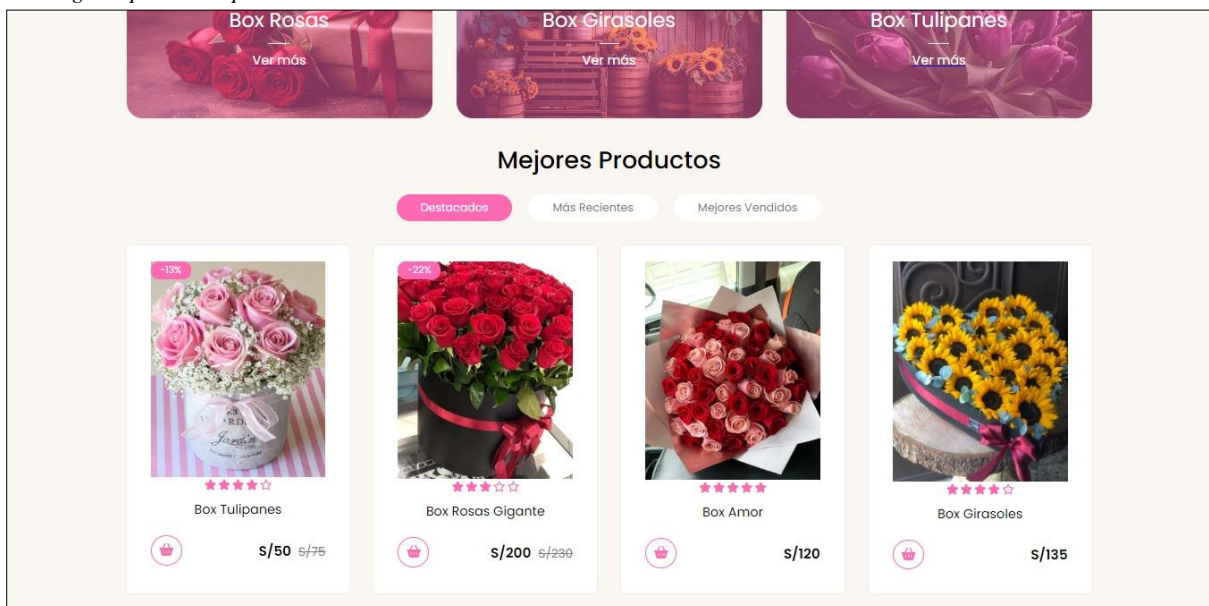 Box Rosas
Ver más
Box Girasoles
Ver más
Box Tulipanes
Ver más
Mejores Productos
Destacados
Más Recientes
Mejores Vendidos
-13%
Jardín
Box Tulipanes
S/50 S/75
-22%
Box Rosas Gigante
S/200 S/230
Box Amor
S/120
Box Girasoles
S/135